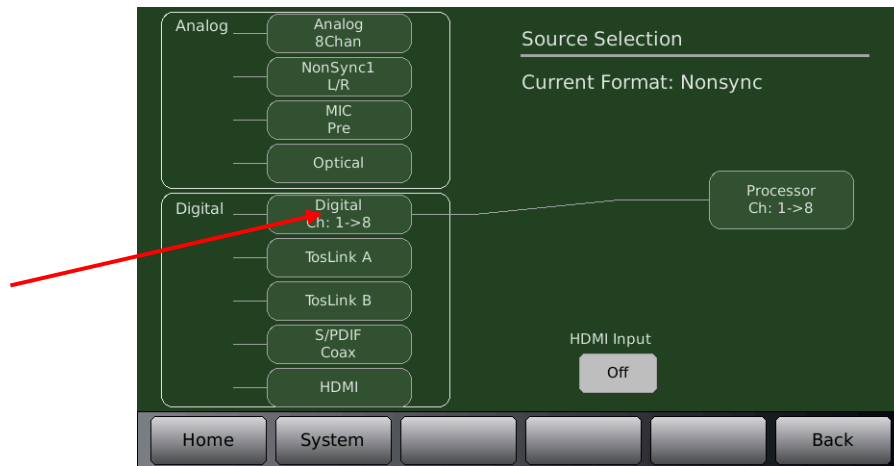 Analog
Analog
8Chan
NonSync1
L/R
MIC
Pre
Optical
Digital
Digital
Ch: 1->8
TosLink A
TosLink B
S/PDIF
Coax
HDMI
Source Selection
Current Format: Nonsync
Processor
Ch: 1->8
HDMI Input
Off
Home
System
Back